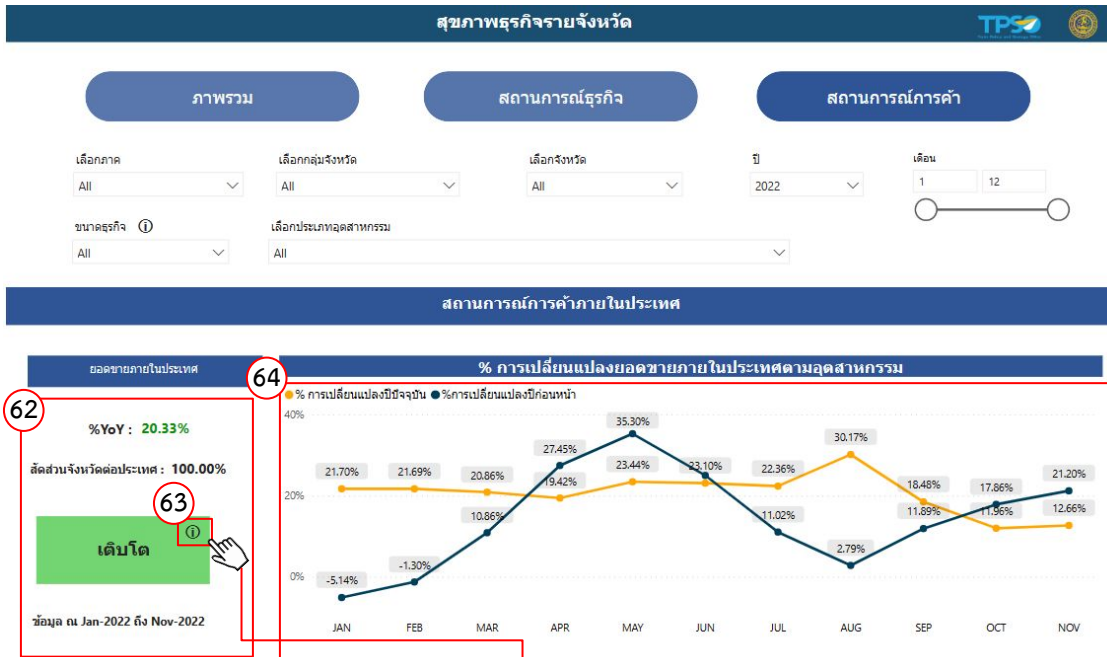 สุขภาพธุรกิจรายจังหวัด
TPSO
ภาพรวม
สถานการณ์ธุรกิจ
สถานการณ์การค้า
เลือกภาค
เลือกกลุ่มจังหวัด
เลือกจังหวัด
ปี
เดือน
All
All
All
2022
1
12
ขนาดธุรกิจ
เลือกประเภทอุตสาหกรรม
All
All
สถานการณ์การค้าภายในประเทศ
ยอดขายภายในประเทศ
62
%YoY : 20.33%
สัดส่วนจังหวัดต่อประเทศ : 100.00%
63
เติบโต
ข้อมูล ณ Jan-2022 ถึง Nov-2022
64
% การเปลี่ยนแปลงยอดขายภายในประเทศตามอุตสาหกรรม
% การเปลี่ยนแปลงปีปัจจุบัน %การเปลี่ยนแปลงปีก่อนหน้า
40%
20%
0%
21.70% 21.69% 20.86% 19.42% 23.44% 23.10% 22.36% 30.17% 18.48% 11.96% 12.66%
-5.14% -1.30% 10.86% 27.45% 35.30% 11.02% 2.79% 11.89% 17.86% 21.20%
JAN FEB MAR APR MAY JUN JUL AUG SEP OCT NOV